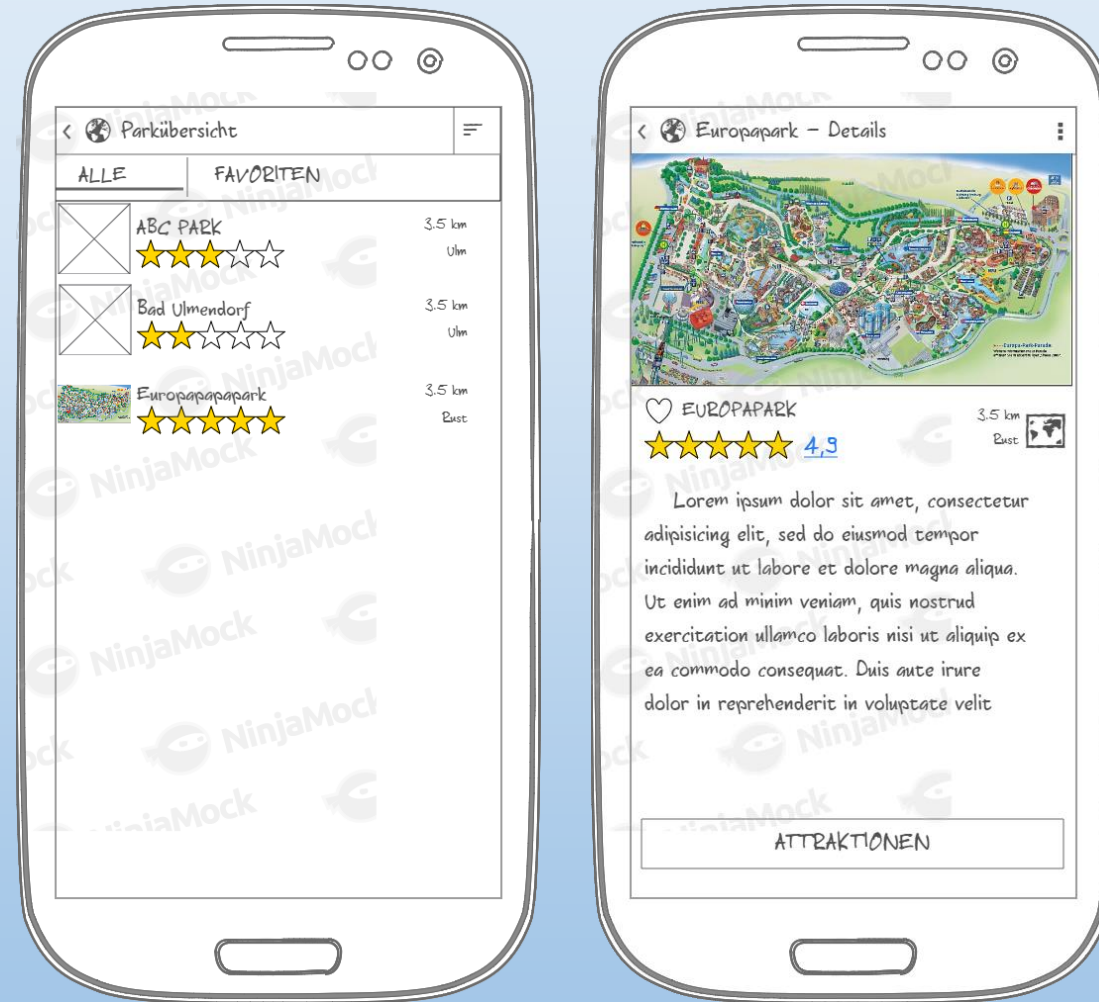 Parkübersicht
ALLE FAVORITEN
ABC PARK 3.5 km
Ulm
Bad Ulmendorf 3.5 km
Ulm
Europapapapark 3.5 km
Rust
Europapark - Details
EUROPAPARK 3.5 km
Rust
4,9
Lorem ipsum dolor sit amet, consectetur
adipisicing elit, sed do eiusmod tempor
incididunt ut labore et dolore magna aliqua.
Ut enim ad minim veniam, quis nostrud
exercitation ullamco laboris nisi ut aliquip ex
ea commodo consequat. Duis aute irure
dolor in reprehenderit in voluptate velit
ATTRAKTIONEN
NinjaMock